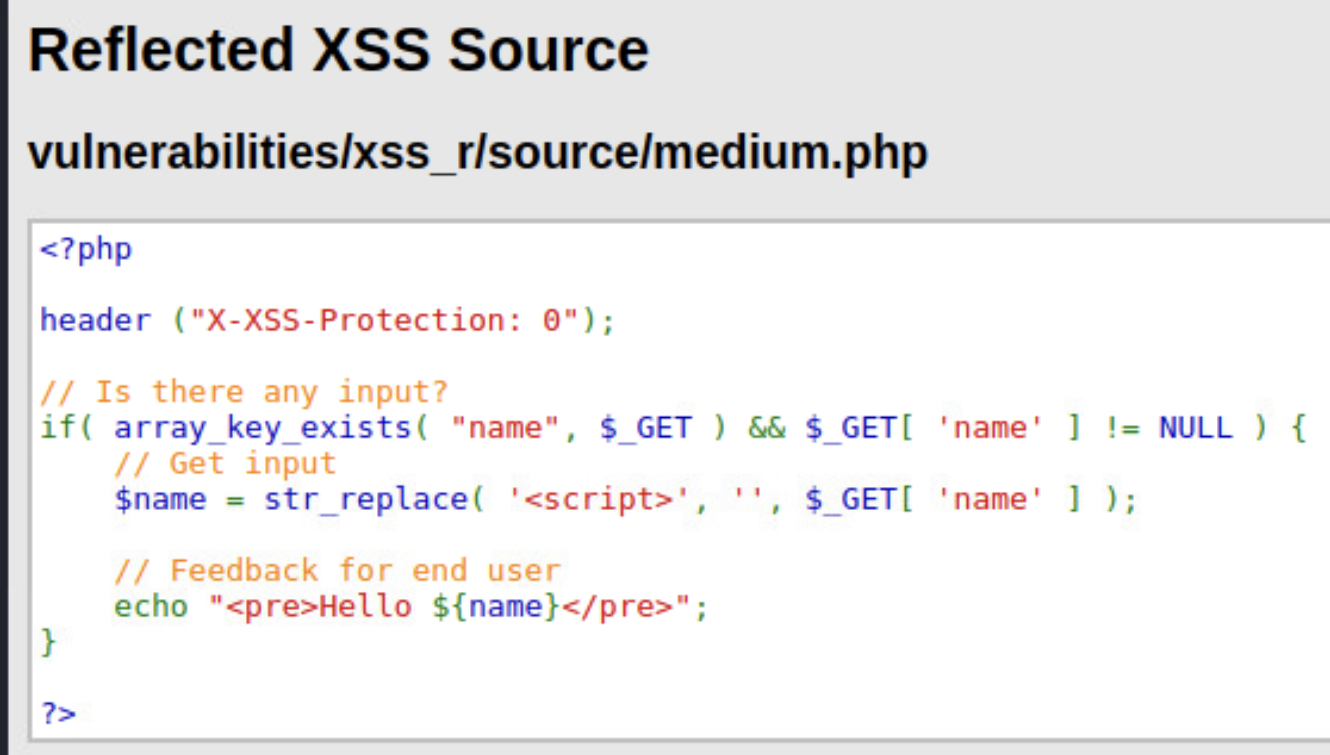 Reflected XSS Source
vulnerabilities/xss_r/source/medium.php
<?php
header ("X-XSS-Protection: 0");
// Is there any input?
if( array_key_exists( "name", $_GET ) && $_GET[ 'name' ] != NULL ) {
    // Get input
    $name = str_replace( '<script>', '', $_GET[ 'name' ] );
    // Feedback for end user
    echo "<pre>Hello ${name}</pre>";
}
?>